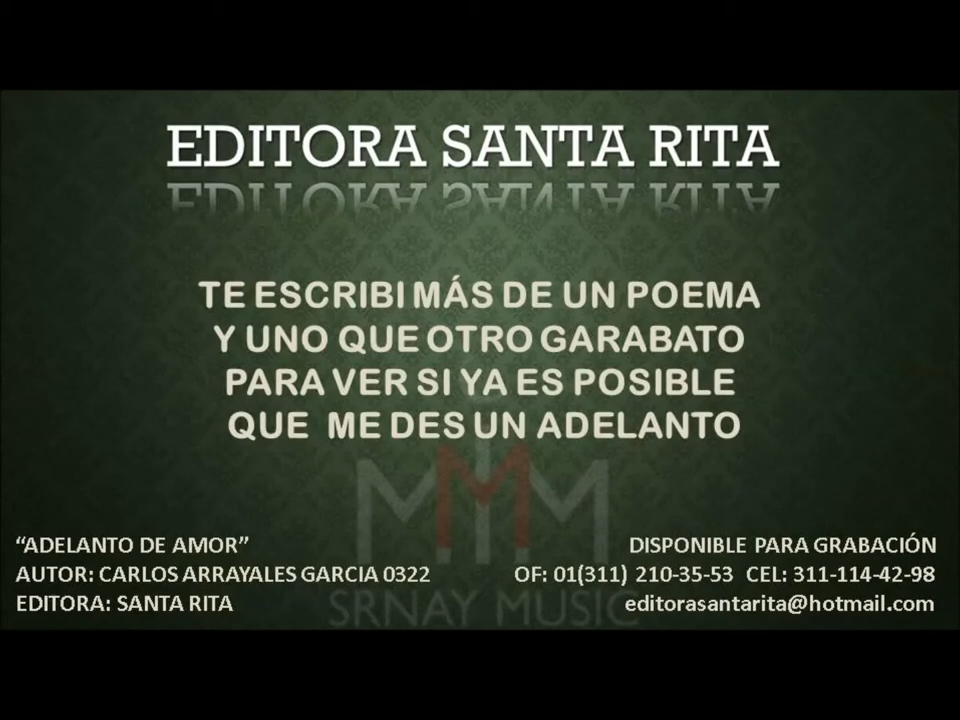 EDITORA SANTA RITA
TE ESCRIBI MÁS DE UN POEMA
Y UNO QUE OTRO GARABATO
PARA VER SI YA ES POSIBLE
QUE ME DES UN ADELANTO
“ADELANTO DE AMOR”
AUTOR: CARLOS ARRAYALES GARCIA 0322
EDITORA: SANTA RITA
DISPONIBLE PARA GRABACIÓN
OF: 01(311) 210-35-53 CEL: 311-114-42-98
editorasantarita@hotmail.com
SRNAY MUSIC